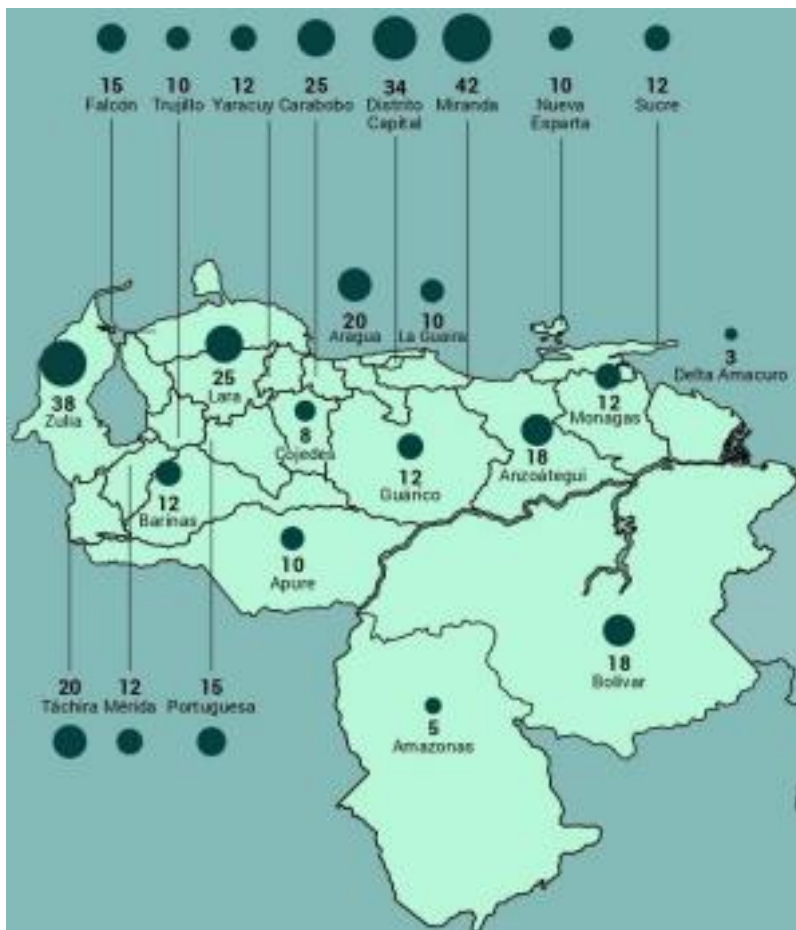 15
Falcón
10
Trujillo
12
Yaracuy
25
Carabobo
34
Distrito
Capital
42
Miranda
10
Nueva
Esparta
12
Sucre
20
Aragua
10
La Guaira
3
Delta Amacuro
38
Zulia
25
Lara
8
Cojedes
12
Guárico
18
Anzoátegui
12
Monagas
12
Barinas
10
Apure
18
Bolívar
20
Táchira
12
Mérida
15
Portuguesa
5
Amazonas